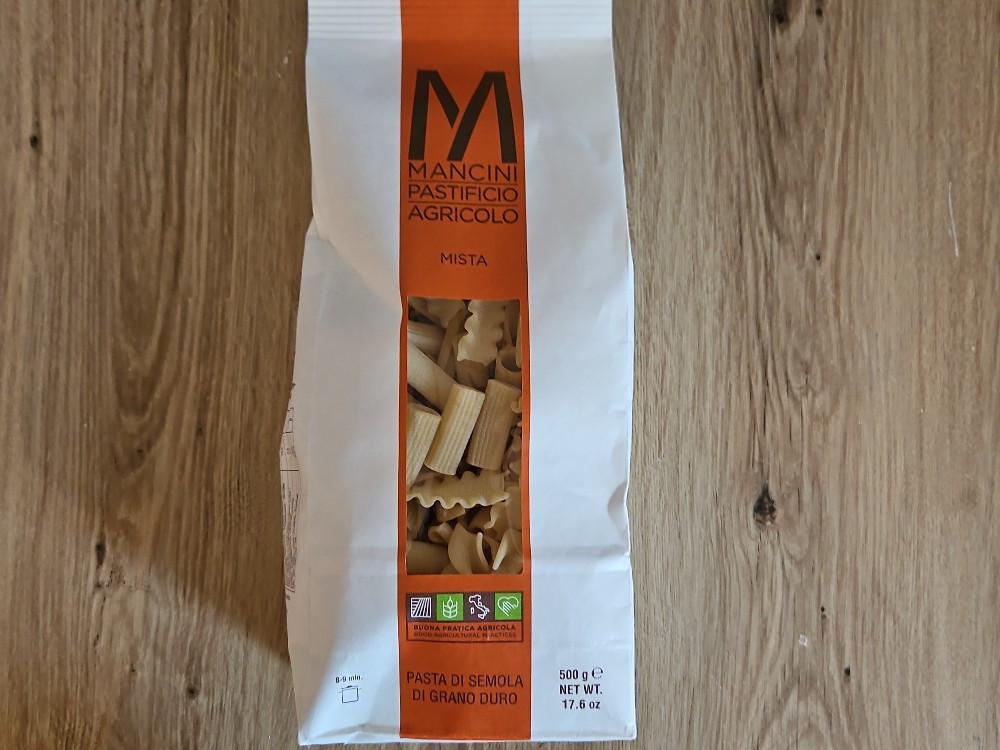 M
MANCINI
PASTIFICIO
AGRICOLO
MISTA
BUONA PRATICA AGRICOLA
GOOD AGRICULTURAL PRACTICES
8-9 min.
PASTA DI SEMOLA
DI GRANO DURO
500 g ℮
NET WT.
17.6 oz